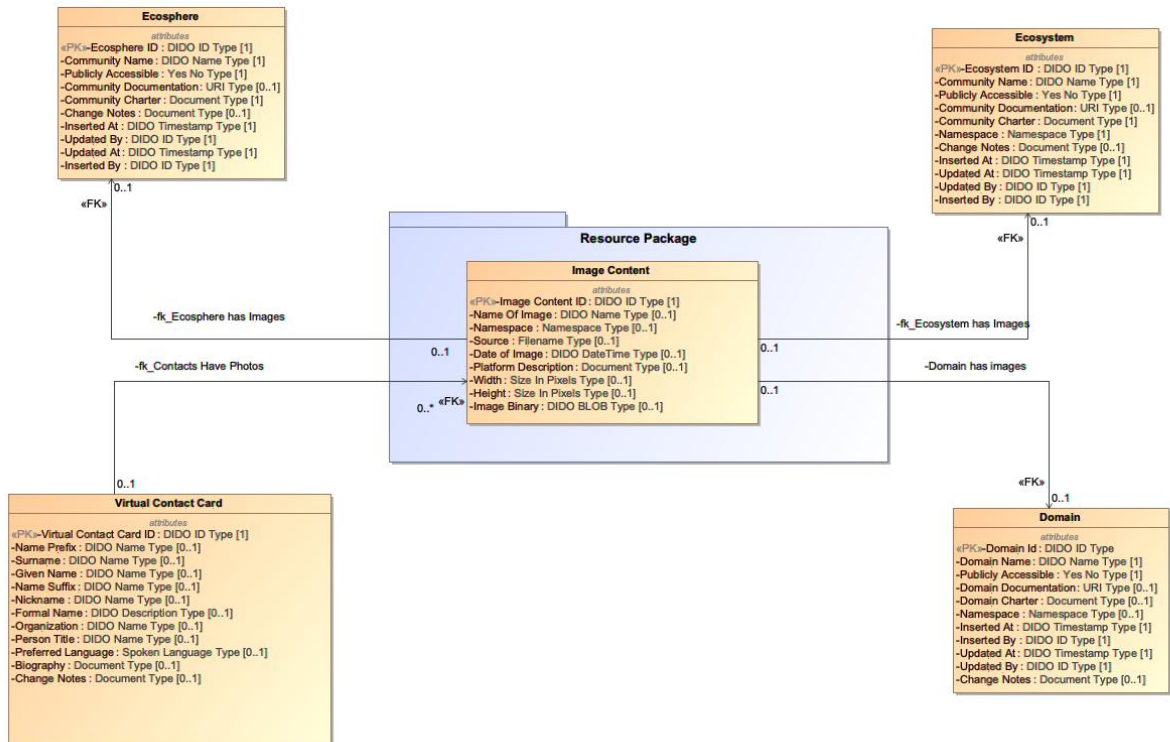 Ecosphere
attributes
«PK»-Ecosphere ID : DIDO ID Type [1]
-Community Name : DIDO Name Type [1]
-Publicly Accessible : Yes No Type [1]
-Community Documentation : URI Type [0..1]
-Community Charter : Document Type [1]
-Change Notes : Document Type [0..1]
-Inserted At : DIDO Timestamp Type [1]
-Updated By : DIDO ID Type [1]
-Updated At : DIDO Timestamp Type [1]
-Inserted By : DIDO ID Type [1]
0..1
«FK»
Ecosystem
attributes
«PK»-Ecosystem ID : DIDO ID Type [1]
-Community Name : DIDO Name Type [1]
-Publicly Accessible : Yes No Type [1]
-Community Documentation : URI Type [0..1]
-Community Charter : Document Type [1]
-Namespace : Namespace Type [1]
-Change Notes : Document Type [0..1]
-Inserted At : DIDO Timestamp Type [1]
-Updated At : DIDO Timestamp Type [1]
-Updated By : DIDO ID Type [1]
-Inserted By : DIDO ID Type [1]
0..1
«FK»
Resource Package
Image Content
attributes
«PK»-Image Content ID : DIDO ID Type [1]
-Name Of Image : DIDO Name Type [0..1]
-Namespace : Namespace Type [0..1]
-Source : Filename Type [0..1]
-Date of Image : DIDO DateTime Type [0..1]
-Platform Description : Document Type [0..1]
-Width : Size In Pixels Type [0..1]
-Height : Size In Pixels Type [0..1]
-Image Binary : DIDO BLOB Type [0..1]
-fk_Ecosphere has Images
0..1
-fk_Ecosystem has Images
0..1
-fk_Contacts Have Photos
0..* «FK»
0..1
-Domain has images
0..1
«FK»
0..1
Virtual Contact Card
attributes
«PK»-Virtual Contact Card ID : DIDO ID Type [1]
-Name Prefix : DIDO Name Type [0..1]
-Surname : DIDO Name Type [0..1]
-Given Name : DIDO Name Type [0..1]
-Name Suffix : DIDO Name Type [0..1]
-Nickname : DIDO Name Type [0..1]
-Formal Name : DIDO Description Type [0..1]
-Organization : DIDO Name Type [0..1]
-Person Title : DIDO Name Type [0..1]
-Preferred Language : Spoken Language Type [0..1]
-Biography : Document Type [0..1]
-Change Notes : Document Type [0..1]
Domain
attributes
«PK»-Domain Id : DIDO ID Type
-Domain Name : DIDO Name Type [1]
-Publicly Accessible : Yes No Type [1]
-Domain Documentation : URI Type [0..1]
-Domain Charter : Document Type [1]
-Namespace : Namespace Type [0..1]
-Inserted At : DIDO Timestamp Type [1]
-Inserted By : DIDO ID Type [1]
-Updated At : DIDO Timestamp Type [1]
-Updated By : DIDO ID Type [1]
-Change Notes : Document Type [0..1]